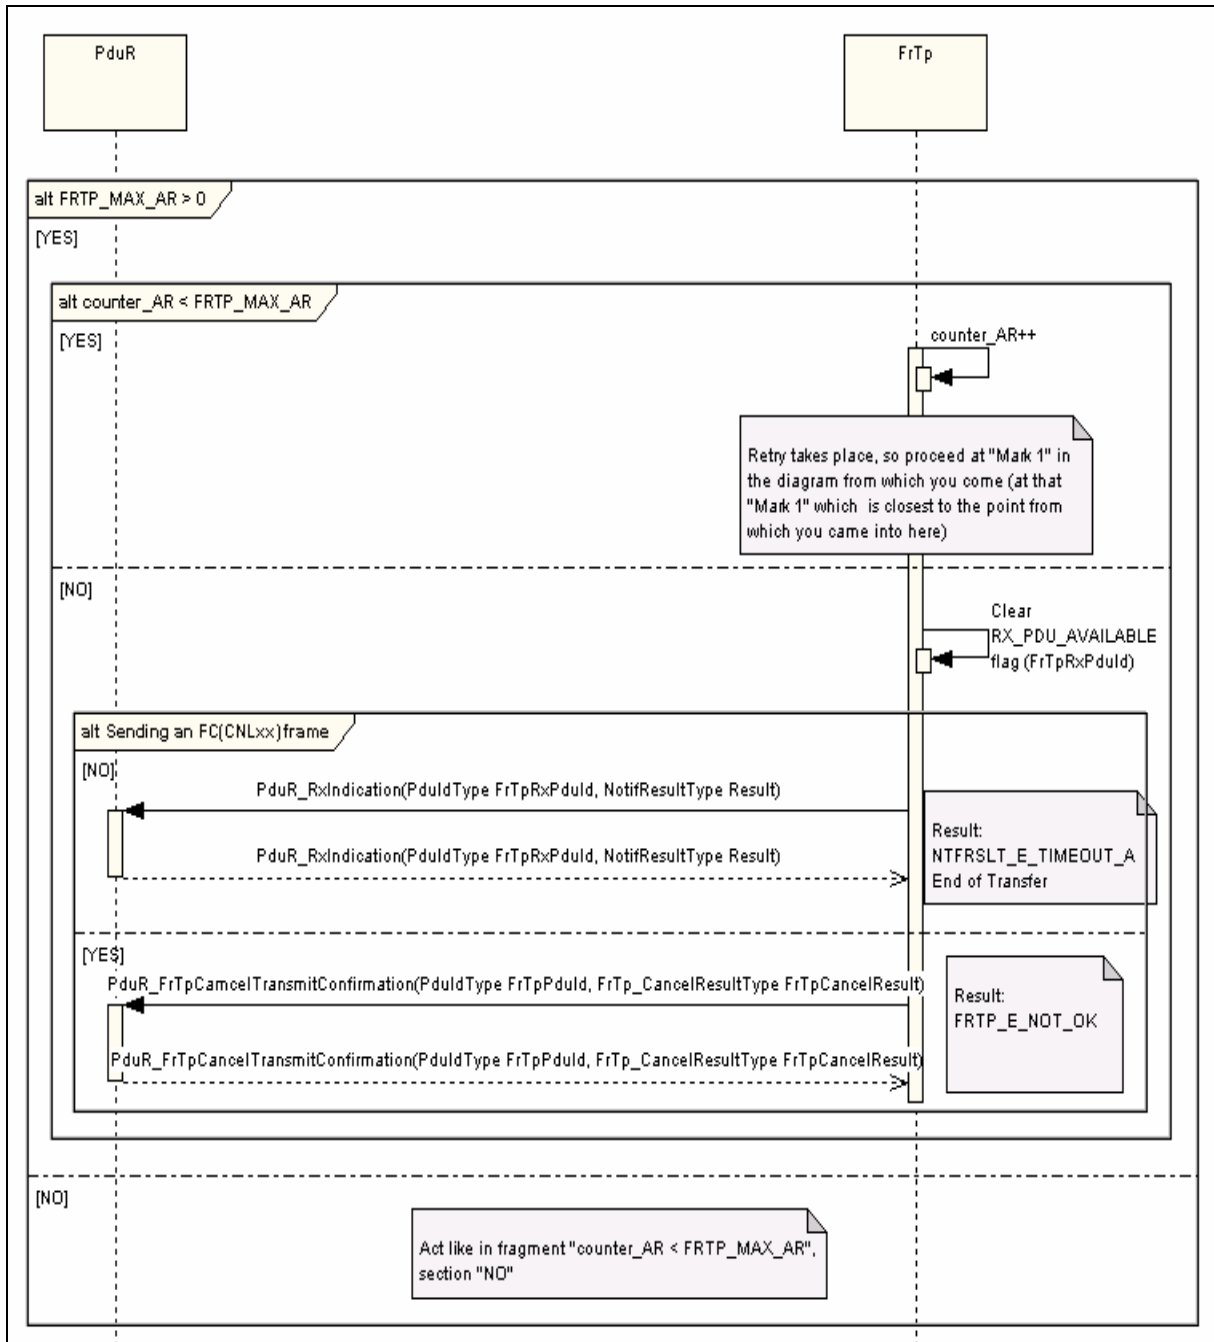 PduR
FrTp
alt FRTP_MAX_AR > 0
[YES]
alt counter_AR < FRTP_MAX_AR
[YES]
counter_AR++
Retry takes place, so proceed at "Mark 1" in
the diagram from which you come (at that
"Mark 1" which is closest to the point from
which you came into here)
[NO]
Clear
RX_PDU_AVAILABLE
flag (FrTpRxPduId)
alt Sending an FC(CNLxx)frame
[NO]
PduR_RxIndication(PduIdType FrTpRxPduId, NotifResultType Result)
Result:
NTFRSLT_E_TIMEOUT_A
End of Transfer
PduR_RxIndication(PduIdType FrTpRxPduId, NotifResultType Result)
[YES]
PduR_FrTpCamcelTransmitConfirmation(PduIdType FrTpPduId, FrTp_CancelResultType FrTpCancelResult)
Result:
FRTP_E_NOT_OK
PduR_FrTpCancelTransmitConfirmation(PduIdType FrTpPduId, FrTp_CancelResultType FrTpCancelResult)
[NO]
Act like in fragment "counter_AR < FRTP_MAX_AR",
section "NO"